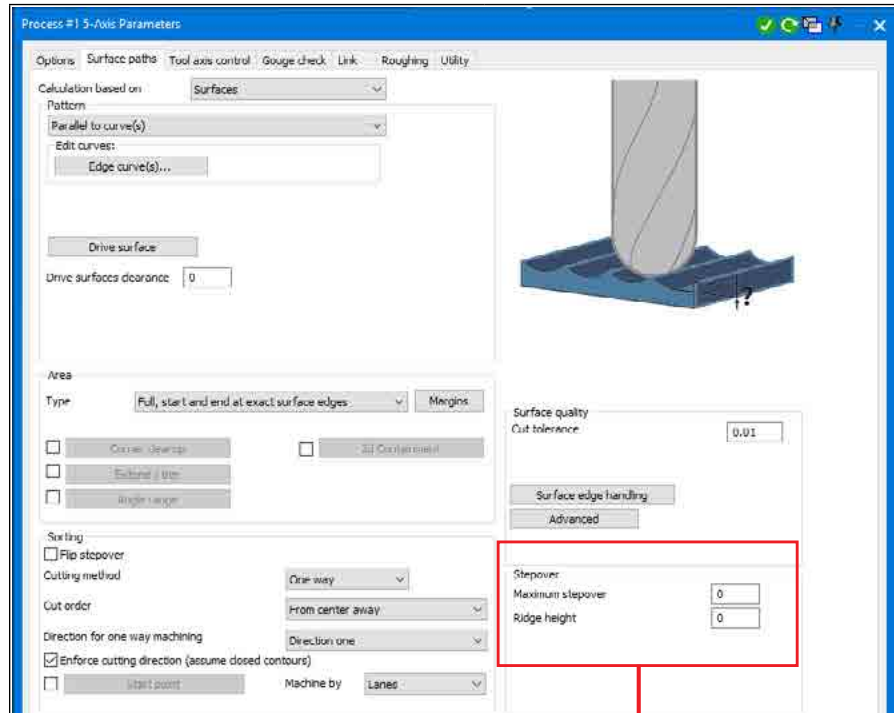 Process #1 5-Axis Parameters
Options Surface paths Tool axis control Gouge check Link Roughing Utility
Calculation based on Surfaces
Pattern
Parallel to curve(s)
Edit curves:
Edge curve(s)...
Drive surface
Drive surfaces clearance 0
?
Area
Type Full, start and end at exact surface edges Margins
Angle range
Surface quality
Cut tolerance 0.01
Surface edge handling
Advanced
Sorting
Flip stepover
Cutting method One way
Cut order From center away
Direction for one way machining Direction one
Enforce cutting direction (assume closed contours)
Start point Machine by Lanes
Stepover
Maximum stepover 0
Ridge height 0